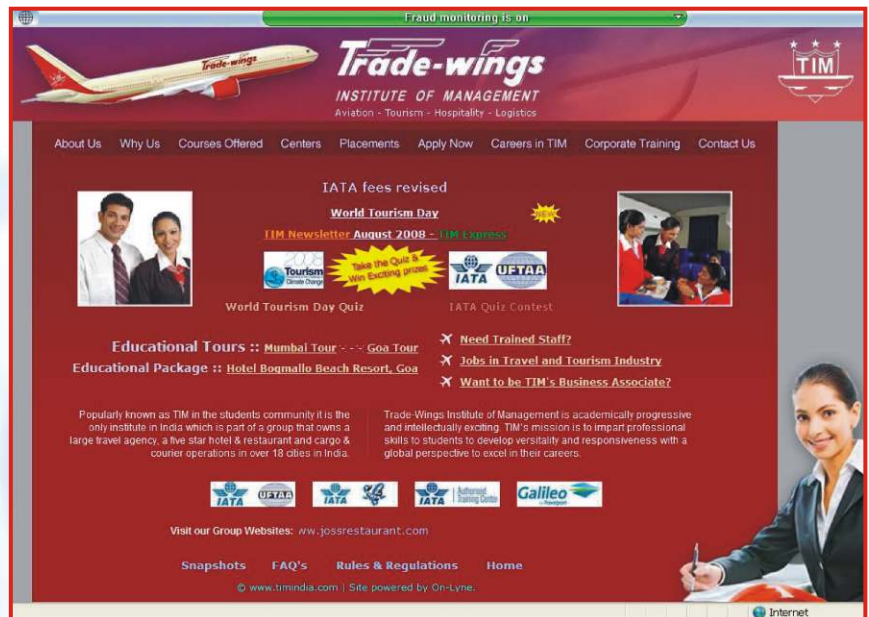 Fraud monitoring is on
Trade-wings
Trade-wings
INSTITUTE OF MANAGEMENT
Aviation - Tourism - Hospitality - Logistics
TIM
About Us Why Us Courses Offered Centers Placements Apply Now Careers in TIM Corporate Training Contact Us
IATA fees revised
World Tourism Day NEW
TIM Newsletter August 2008 - TIM Express
2008 Tourism
Climate Change
Take the Quiz &
Win Exciting prizes
IATA UFTAA
World Tourism Day Quiz IATA Quiz Contest
Educational Tours :: Mumbai Tour - - - Goa Tour
Educational Package :: Hotel Bogmallo Beach Resort, Goa
Need Trained Staff?
Jobs in Travel and Tourism Industry
Want to be TIM's Business Associate?
Popularly known as TIM in the students community it is the
only institute in India which is part of a group that owns a
large travel agency, a five star hotel & restaurant and cargo &
courier operations in over 18 cities in India.
Trade-Wings Institute of Management is academically progressive
and intellectually exciting. TIM's mission is to impart professional
skills to students to develop versitality and responsiveness with a
global perspective to excel in their careers.
IATA UFTAA
IATA
IATA Authorised
Training Center
Galileo
Visit our Group Websites: ww.jossrestaurant.com
Snapshots FAQ's Rules & Regulations Home
© www.timindia.com | Site powered by On-Lyne.
Internet